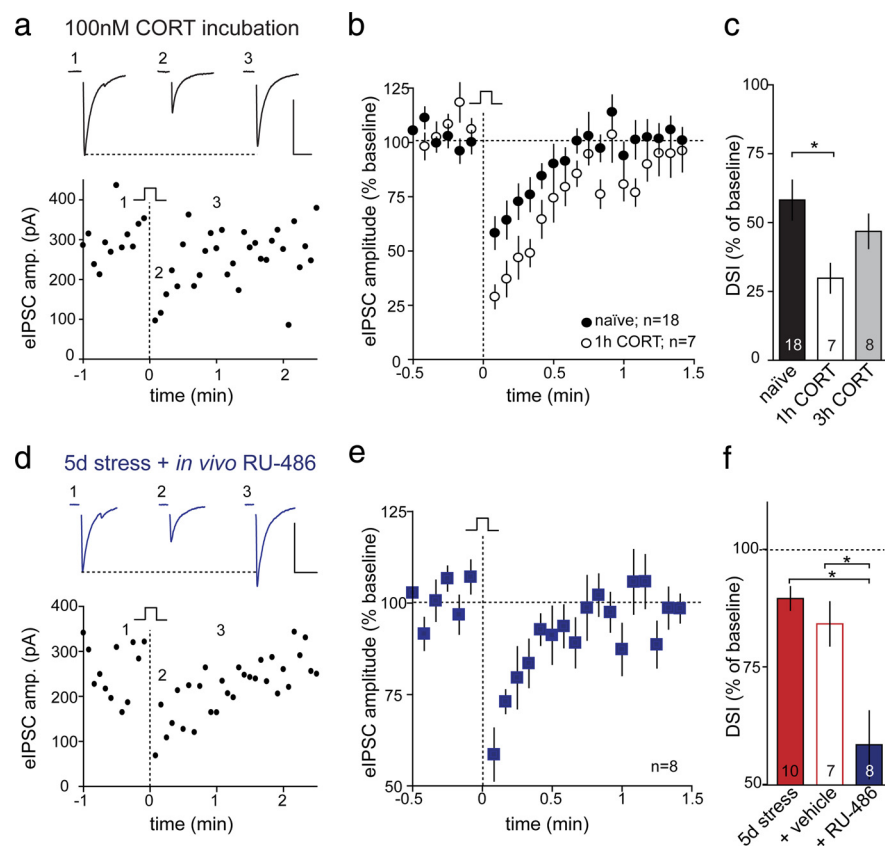 a
100nM CORT incubation
1
2
3
eIPSC amp. (pA)
400
300
200
100
0
1
2
3
-1
0
1
2
time (min)
b
eIPSC amplitude (% baseline)
125
100
75
50
25
0
naïve; n=18
1h CORT; n=7
-0.5
0
0.5
1
1.5
time (min)
c
DSI (% of baseline)
100
75
50
25
0
*
18
7
8
naïve
1h CORT
3h CORT
d
5d stress + in vivo RU-486
1
2
3
eIPSC amp. (pA)
400
300
200
100
0
1
2
3
-1
0
1
2
time (min)
e
eIPSC amplitude (% baseline)
125
100
75
50
n=8
-0.5
0
0.5
1
1.5
time (min)
f
DSI (% of baseline)
100
75
50
*
*
10
7
8
5d stress
+ vehicle
+ RU-486